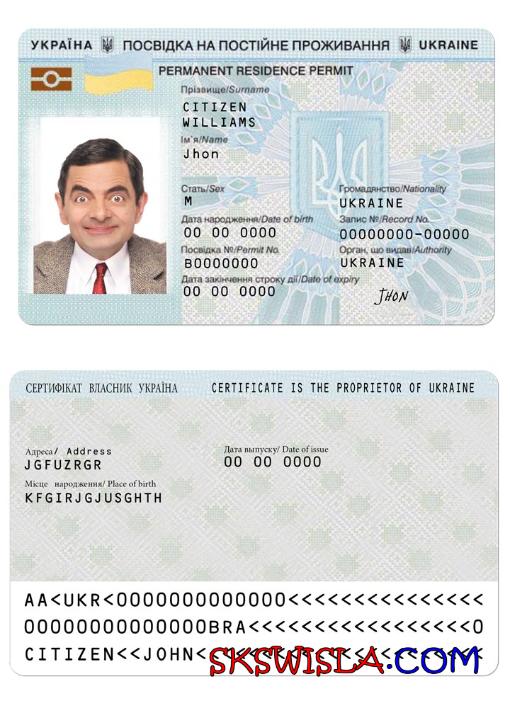 УКРАЇНА ПОСВІДКА НА ПОСТІЙНЕ ПРОЖИВАННЯ UKRAINE
PERMANENT RESIDENCE PERMIT
Прізвище/Surname
CITIZEN
WILLIAMS
Ім'я/Name
Jhon
Стать/Sex
M
Громадянство/Nationality
UKRAINE
Дата народження/Date of birth
00 00 0000
Запис №/Record No.
00000000-00000
Посвідка №/Permit No.
B0000000
Орган, що видав/Authority
UKRAINE
Дата закінчення строку дії/Date of expiry
00 00 0000
JHON
СЕРТИФІКАТ ВЛАСНИК УКРАЇНА CERTIFICATE IS THE PROPRIETOR OF UKRAINE
Адреса/ Address
JGFUZRGR
Дата випуску/ Date of issue
00 00 0000
Місце народження/ Place of birth
KFGIRJGJUSGHTH
AA<UKR<0000000000000<<<<<<<<<<<<<<<
00000000000000BRA<<<<<<<<<<<<<<<<<0
CITIZEN<<JOHN<<<<<<<<<<<<<<<<<<<<<<
SKSWISLA.COM